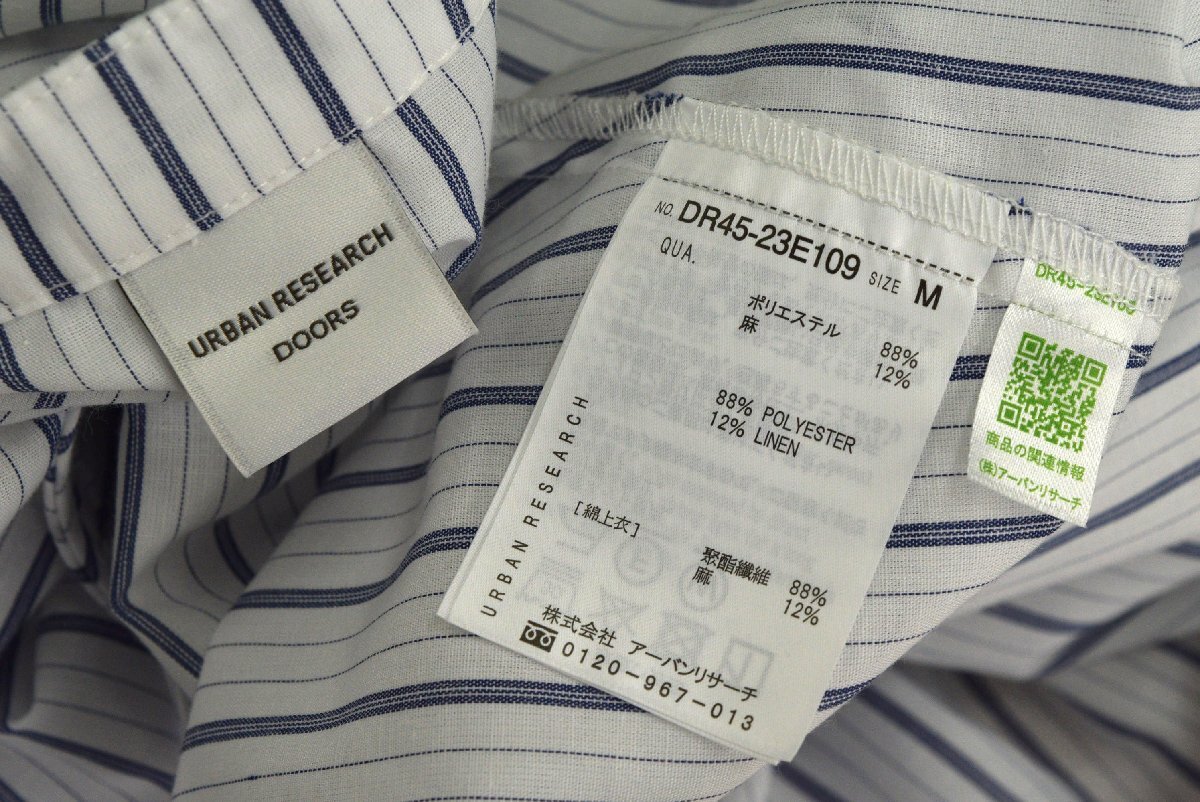 URBAN RESEARCH
DOORS
NO. DR45-23E109 SIZE M
QUA.
ポリエステル 88%
麻 12%
88% POLYESTER
12% LINEN
URBAN RESEARCH
[綿上衣]
聚酯纖維 88%
麻 12%
株式会社 アーバンリサーチ
0120-967-013
商品の関連情報
(株)アーバンリサーチ